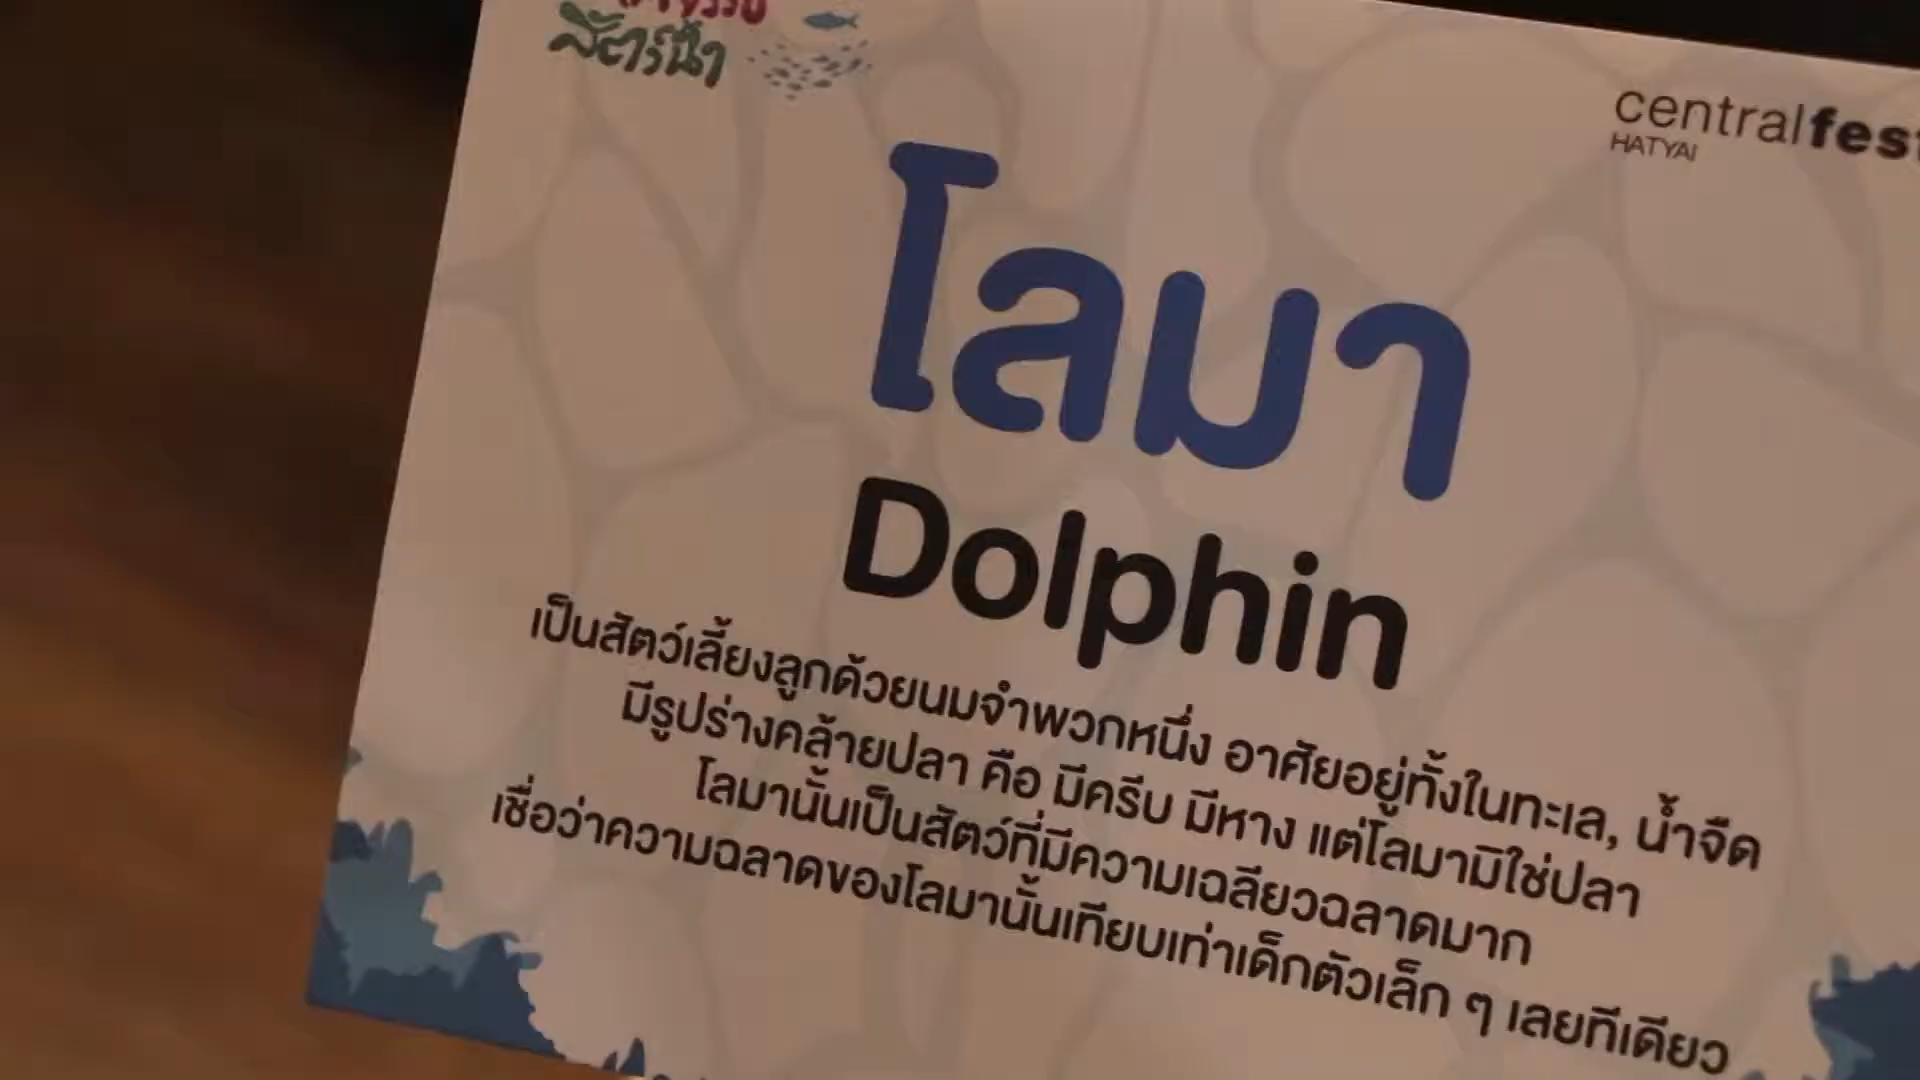 สัตว์น้ำ
centralfest
HATYAI
โลมา
Dolphin
เป็นสัตว์เลี้ยงลูกด้วยนมจำพวกหนึ่ง อาศัยอยู่ทั้งในทะเล, น้ำจืด
มีรูปร่างคล้ายปลา คือ มีครีบ มีหาง แต่โลมามิใช่ปลา
โลมานั้นเป็นสัตว์ที่มีความเฉลียวฉลาดมาก
เชื่อว่าความฉลาดของโลมานั้นเทียบเท่าเด็กตัวเล็ก ๆ เลยทีเดียว